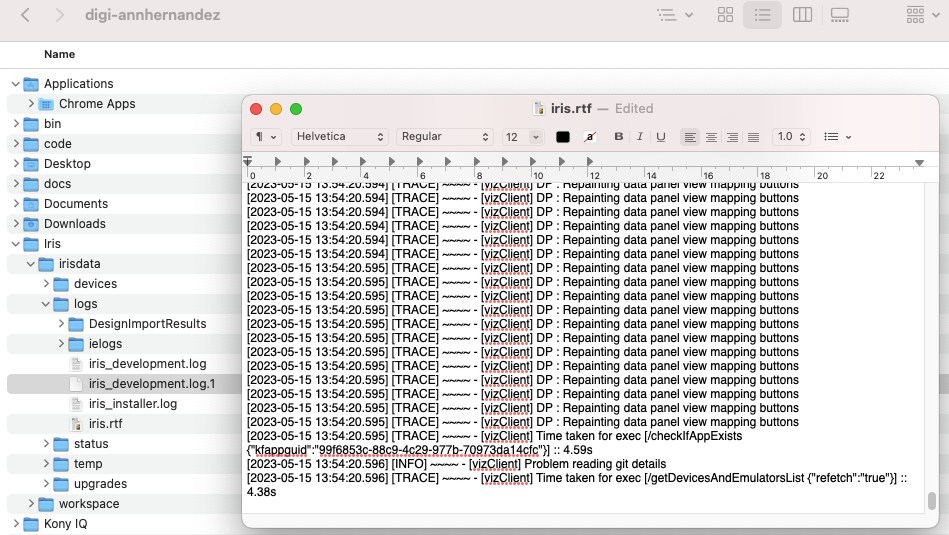 digi-annhernandez
Name
Applications
Chrome Apps
bin
code
Desktop
docs
Documents
Downloads
Iris
irisdata
devices
logs
DesignImportResults
ielogs
iris_development.log
iris_development.log.1
iris_installer.log
iris.rtf
status
temp
upgrades
workspace
Kony IQ
iris.rtf — Edited
¶ Helvetica Regular 12 a B I U 1.0
0 2 4 6 8 10 12 14 16 18 20 22
[2023-05-15 13:54:20.594] [TRACE] ~~~~ - [vizClient] DP : Repainting data panel view mapping buttons
[2023-05-15 13:54:20.594] [TRACE] ~~~~ - [vizClient] DP : Repainting data panel view mapping buttons
[2023-05-15 13:54:20.594] [TRACE] ~~~~ - [vizClient] DP : Repainting data panel view mapping buttons
[2023-05-15 13:54:20.594] [TRACE] ~~~~ - [vizClient] DP : Repainting data panel view mapping buttons
[2023-05-15 13:54:20.594] [TRACE] ~~~~ - [vizClient] DP : Repainting data panel view mapping buttons
[2023-05-15 13:54:20.594] [TRACE] ~~~~ - [vizClient] DP : Repainting data panel view mapping buttons
[2023-05-15 13:54:20.595] [TRACE] ~~~~ - [vizClient] DP : Repainting data panel view mapping buttons
[2023-05-15 13:54:20.595] [TRACE] ~~~~ - [vizClient] DP : Repainting data panel view mapping buttons
[2023-05-15 13:54:20.595] [TRACE] ~~~~ - [vizClient] DP : Repainting data panel view mapping buttons
[2023-05-15 13:54:20.595] [TRACE] ~~~~ - [vizClient] DP : Repainting data panel view mapping buttons
[2023-05-15 13:54:20.595] [TRACE] ~~~~ - [vizClient] DP : Repainting data panel view mapping buttons
[2023-05-15 13:54:20.595] [TRACE] ~~~~ - [vizClient] DP : Repainting data panel view mapping buttons
[2023-05-15 13:54:20.595] [TRACE] ~~~~ - [vizClient] DP : Repainting data panel view mapping buttons
[2023-05-15 13:54:20.595] [TRACE] ~~~~ - [vizClient] DP : Repainting data panel view mapping buttons
[2023-05-15 13:54:20.595] [TRACE] ~~~~ - [vizClient] DP : Repainting data panel view mapping buttons
[2023-05-15 13:54:20.595] [TRACE] ~~~~ - [vizClient] DP : Repainting data panel view mapping buttons
[2023-05-15 13:54:20.595] [TRACE] ~~~~ - [vizClient] DP : Repainting data panel view mapping buttons
[2023-05-15 13:54:20.595] [TRACE] ~~~~ - [vizClient] DP : Repainting data panel view mapping buttons
[2023-05-15 13:54:20.595] [TRACE] ~~~~ - [vizClient] Time taken for exec [/checkIfAppExists
{"kfappguid":"99f6853c-88c9-4c29-977b-70973da14cfc"}] :: 4.59s
[2023-05-15 13:54:20.596] [INFO] ~~~~ - [vizClient] Problem reading git details
[2023-05-15 13:54:20.596] [TRACE] ~~~~ - [vizClient] Time taken for exec [/getDevicesAndEmulatorsList {"refetch":"true"}] ::
4.38s